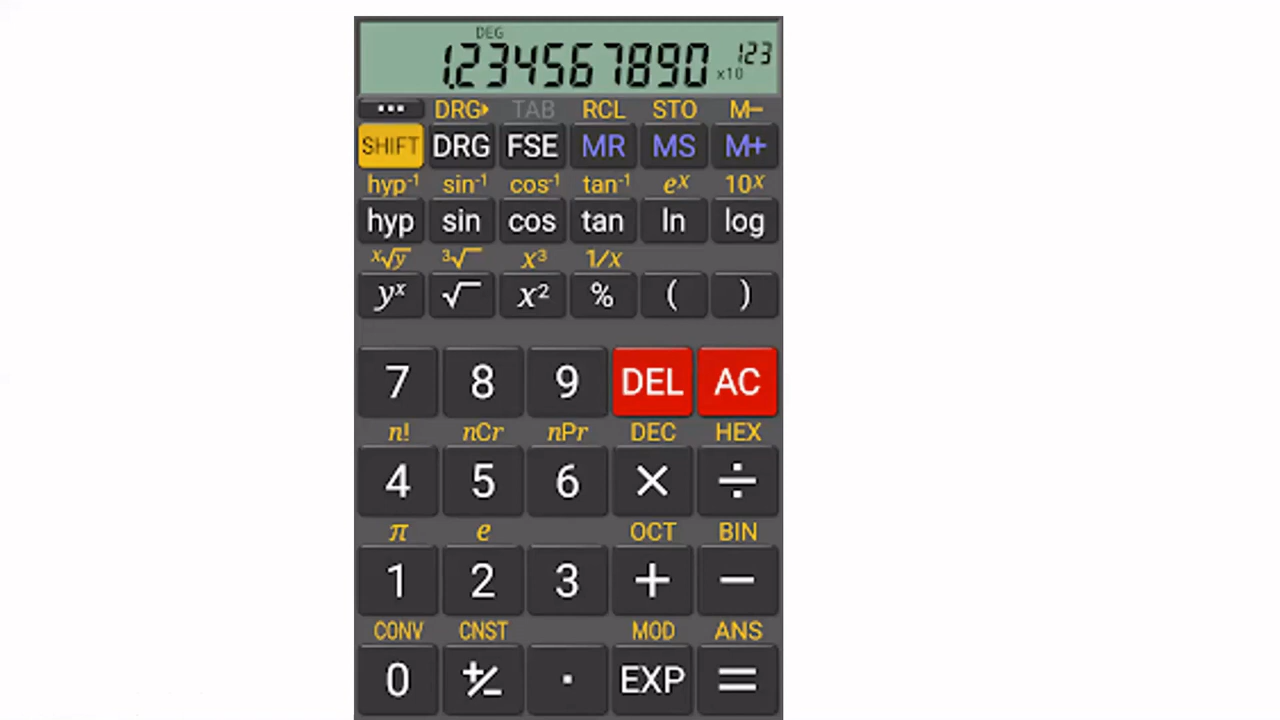 DEG
1.234567890 x10 123
... DRG▸ TAB RCL STO M−
SHIFT DRG FSE MR MS M+
hyp⁻¹ sin⁻¹ cos⁻¹ tan⁻¹ eˣ 10ˣ
hyp sin cos tan ln log
ˣ√y ³√ x³ 1/x
yˣ √ x² % ( )
7 8 9 DEL AC
n! nCr nPr DEC HEX
4 5 6 × ÷
π e OCT BIN
1 2 3 + −
CONV CNST MOD ANS
0 +/− . EXP =